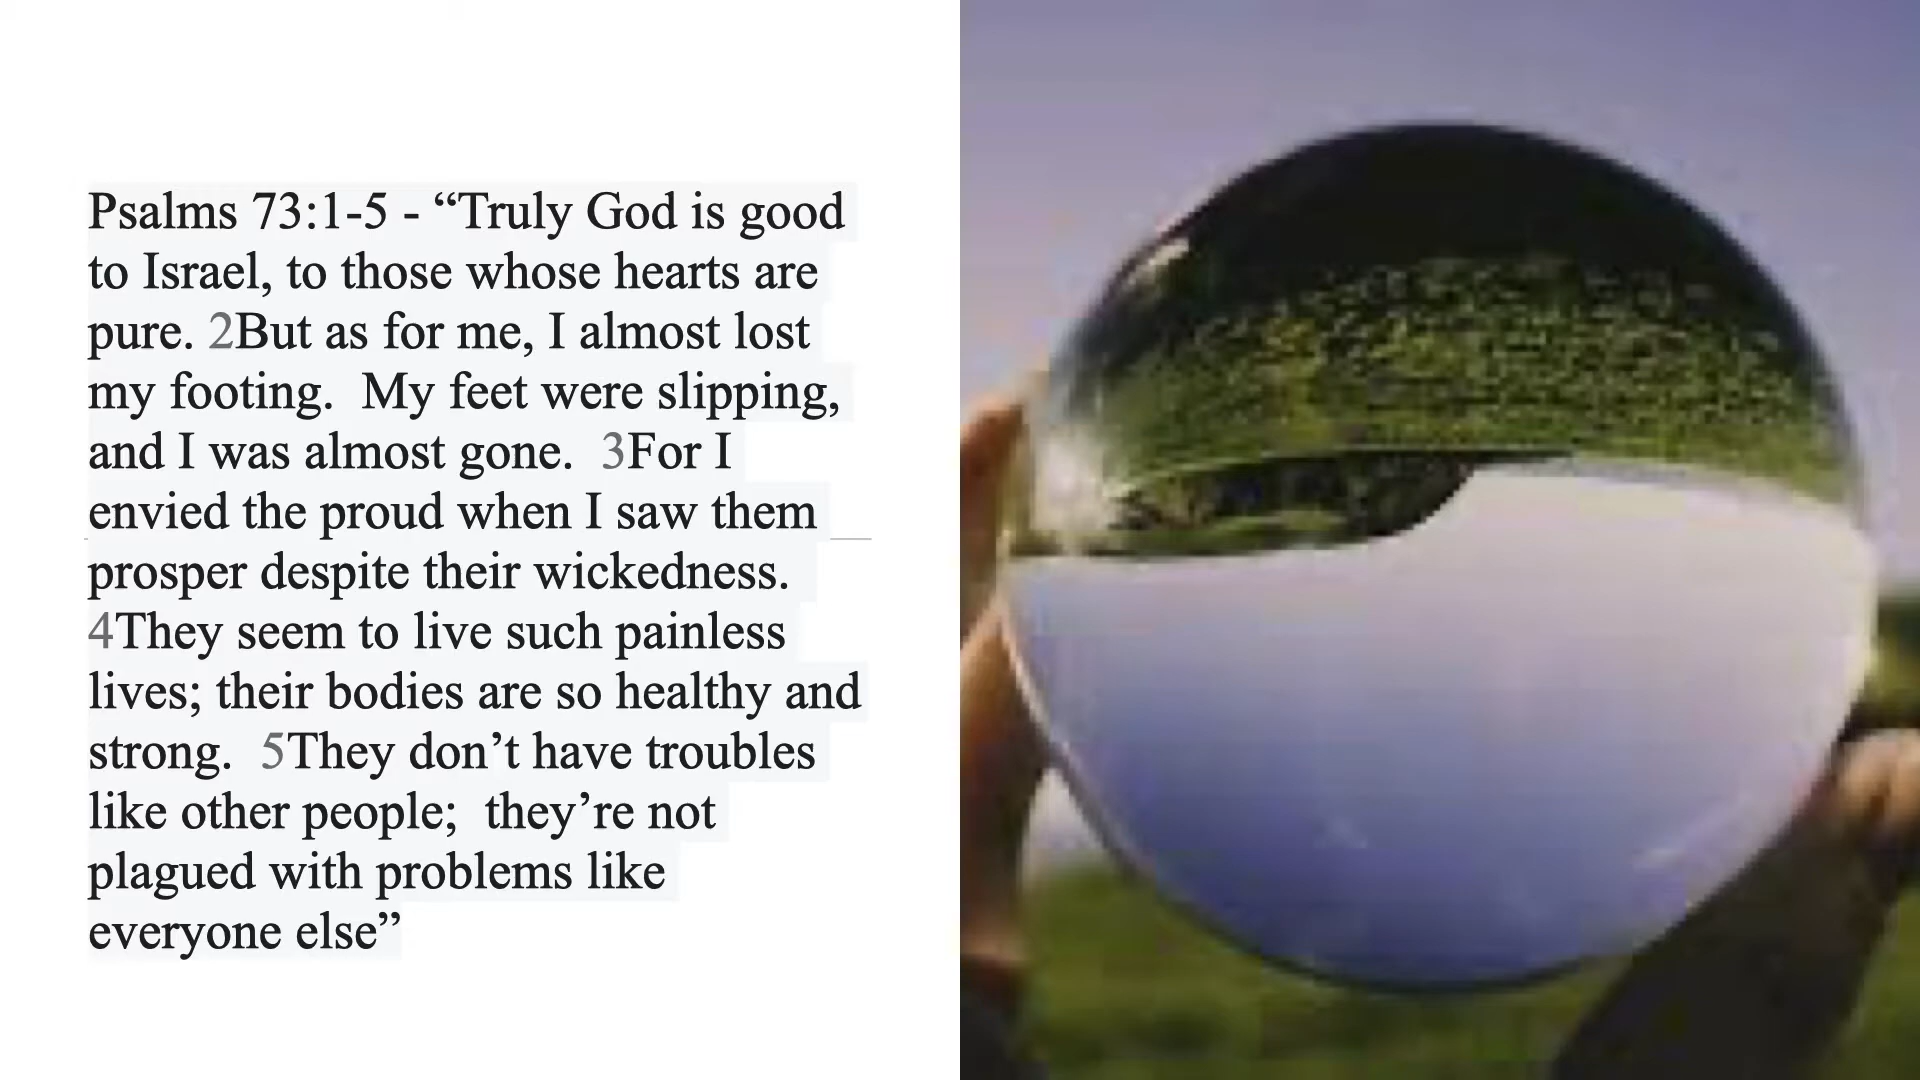 Psalms 73:1-5 - “Truly God is good
to Israel, to those whose hearts are
pure. 2But as for me, I almost lost
my footing.  My feet were slipping,
and I was almost gone.  3For I
envied the proud when I saw them
prosper despite their wickedness.
4They seem to live such painless
lives; their bodies are so healthy and
strong.  5They don’t have troubles
like other people;  they’re not
plagued with problems like
everyone else”